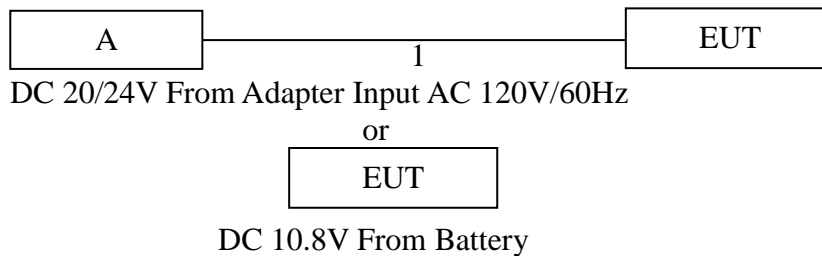 A
1
EUT
DC 20/24V From Adapter Input AC 120V/60Hz
or
EUT
DC 10.8V From Battery